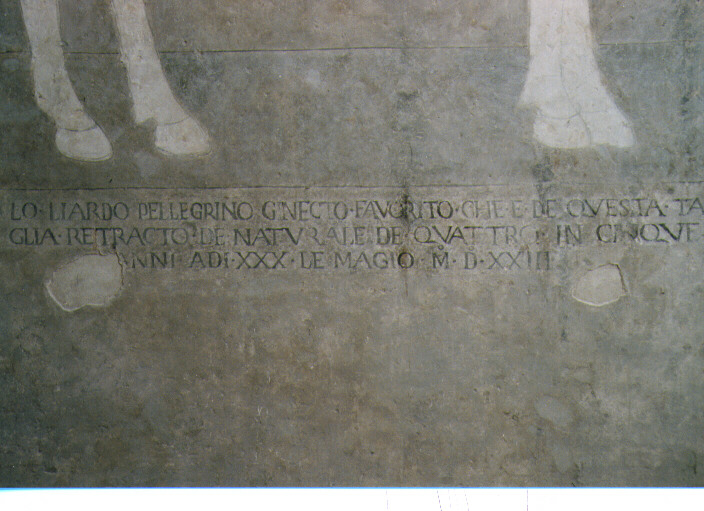 LO·LIARDO PELLEGRINO G'NECTO·FAVORITO·CHE·E·DE QVESTA·TA
GLIA·RETRACTO·DE NATVRALE·DE·QVATTRO·IN CINQVE·
ANNI·ADI·XXX·LE MAGIO·M·D·XXIII